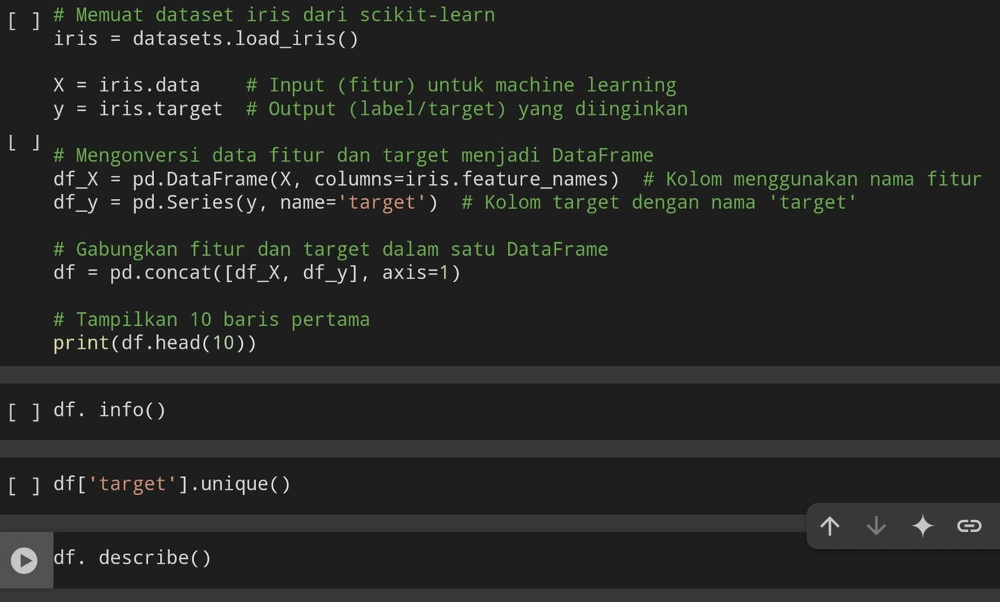 [ ] # Memuat dataset iris dari scikit-learn
iris = datasets.load_iris()
X = iris.data    # Input (fitur) untuk machine learning
y = iris.target  # Output (label/target) yang diinginkan
[ ]
# Mengonversi data fitur dan target menjadi DataFrame
df_X = pd.DataFrame(X, columns=iris.feature_names)  # Kolom menggunakan nama fitur
df_y = pd.Series(y, name='target')  # Kolom target dengan nama 'target'
# Gabungkan fitur dan target dalam satu DataFrame
df = pd.concat([df_X, df_y], axis=1)
# Tampilkan 10 baris pertama
print(df.head(10))
[ ] df. info()
[ ] df['target'].unique()
df. describe()